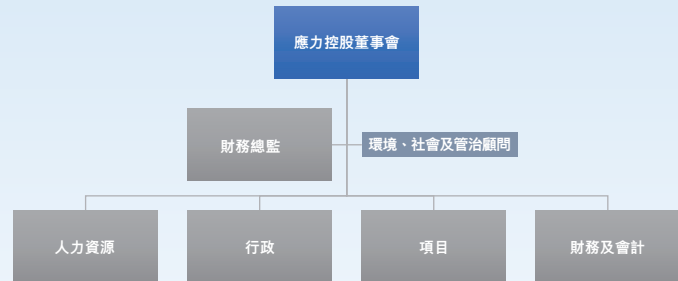 應力控股董事會
財務總監
環境、社會及管治顧問
人力資源
行政
項目
財務及會計